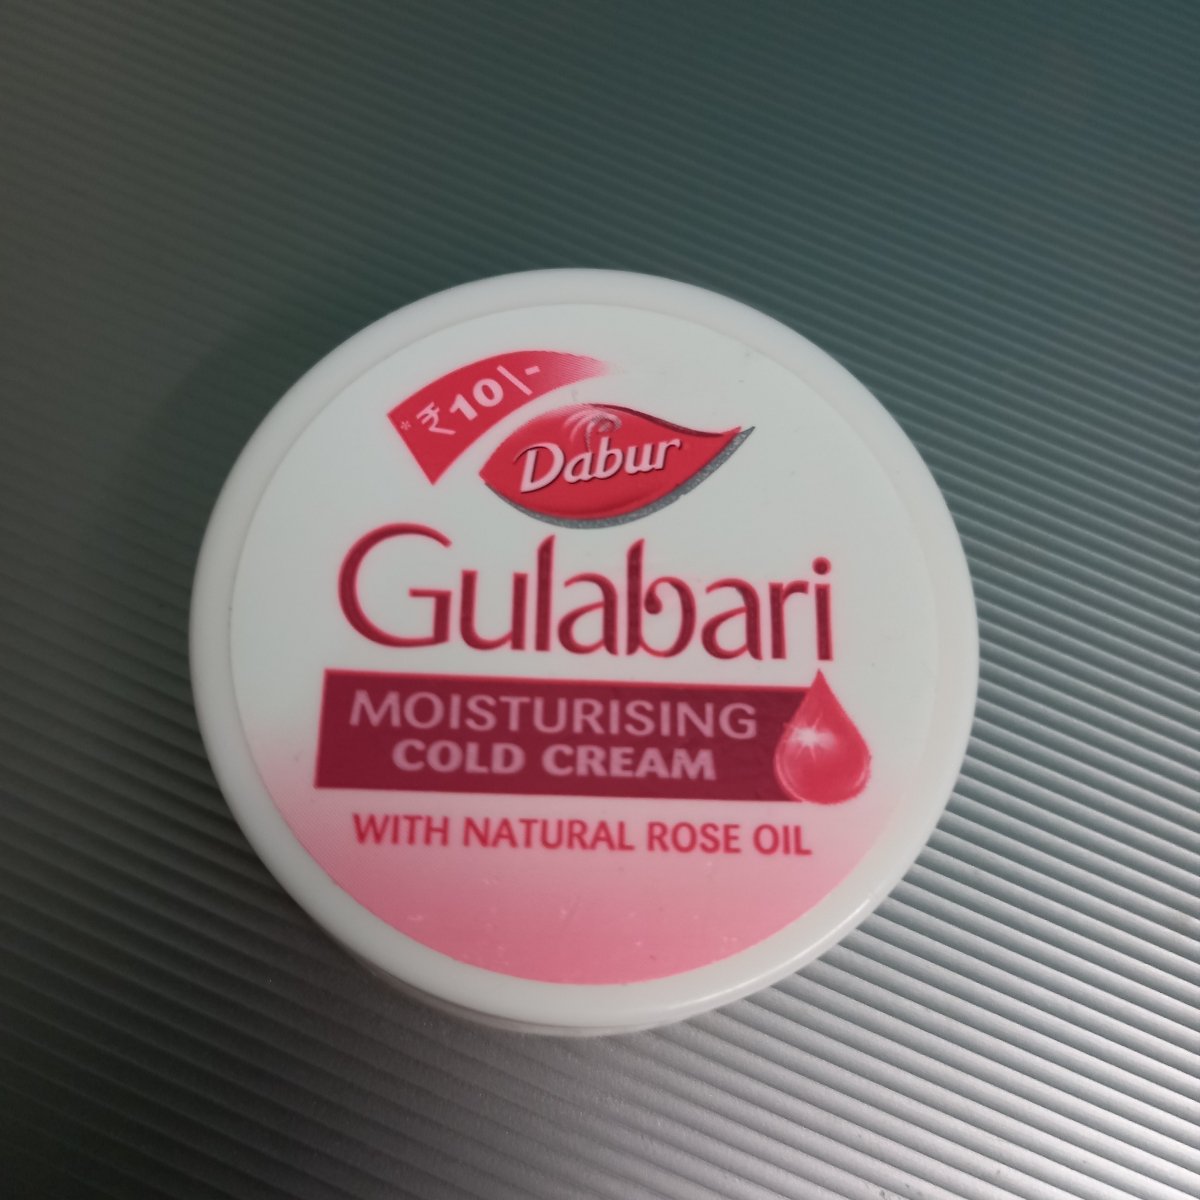 *₹10/-
Dabur
Gulabari
MOISTURISING
COLD CREAM
WITH NATURAL ROSE OIL